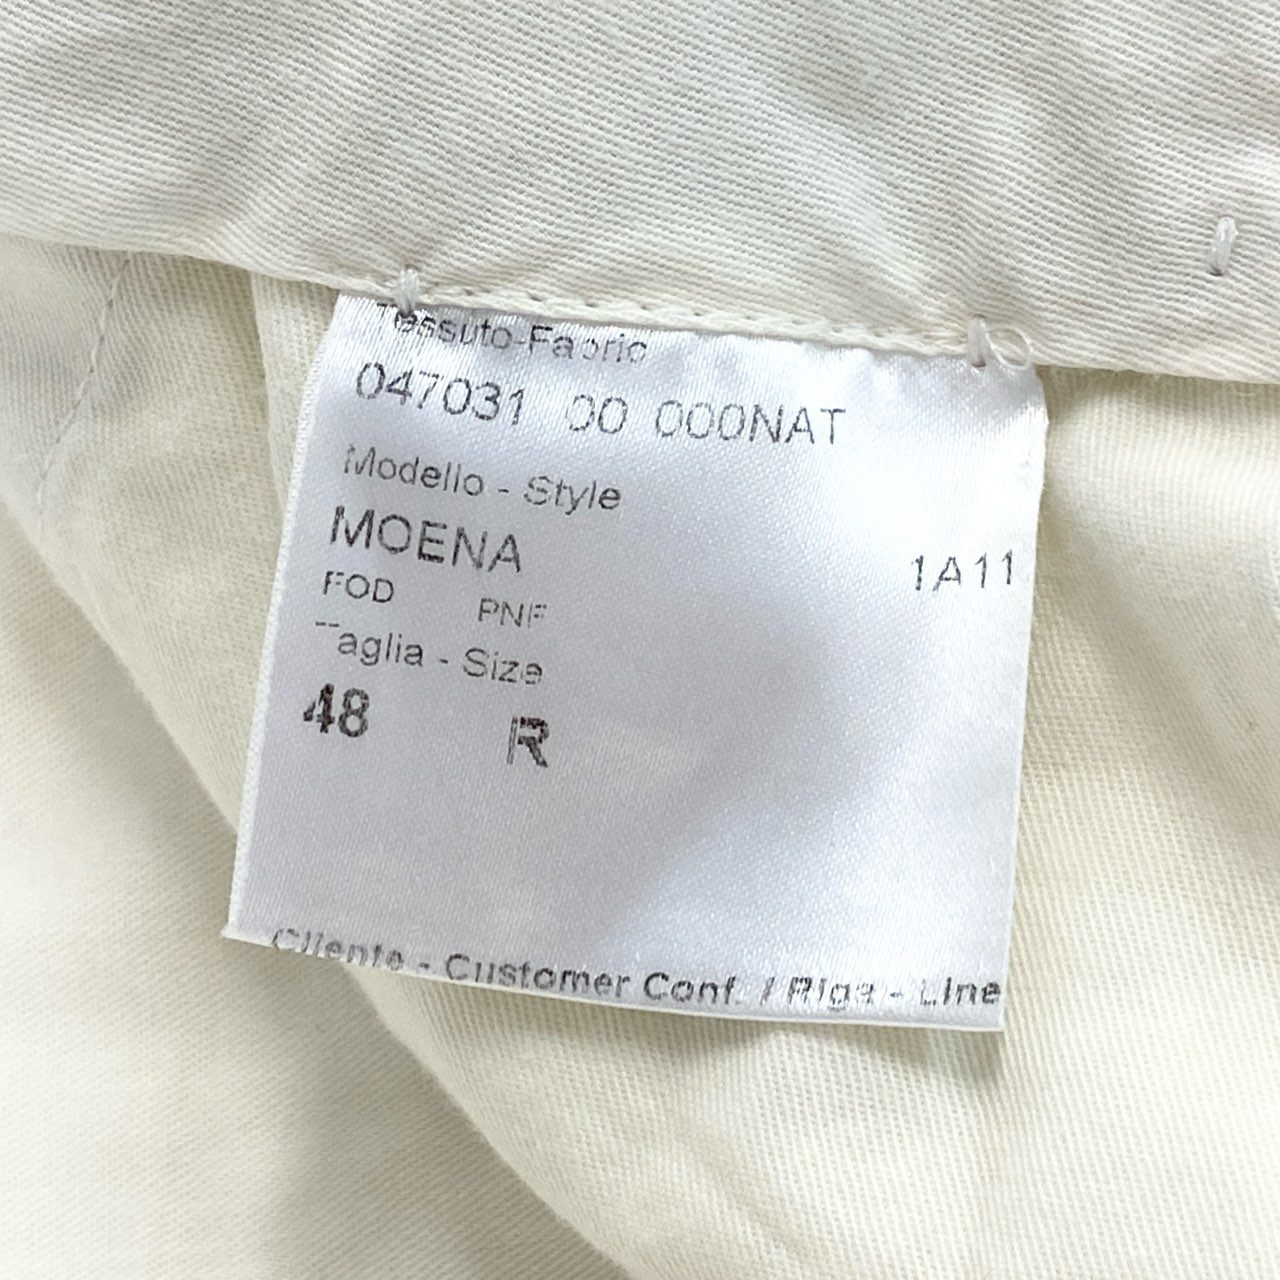 Tessuto-Fabric
047031 00 000NAT
Modello - Style
MOENA 1A11
FOD PNF
Taglia - Size
48 R
Cliente - Customer Conf. / Riga - Line